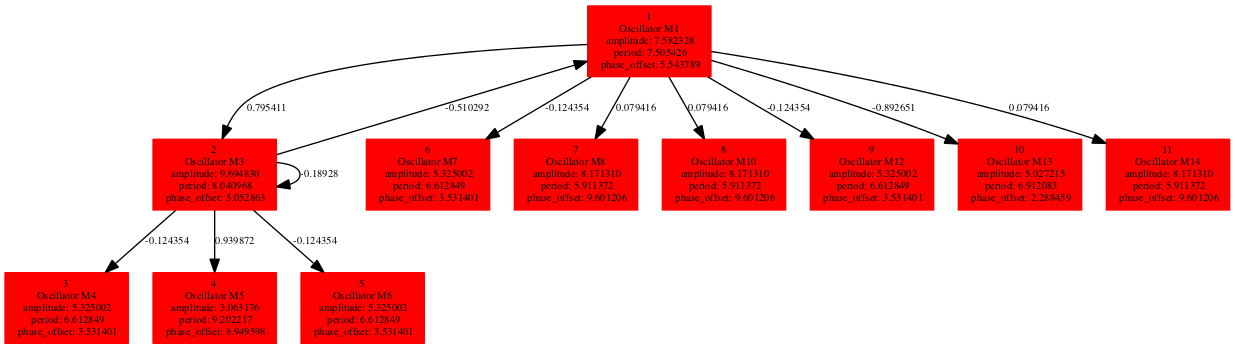 1
Oscillator M1
amplitude: 7.582328
period: 7.505426
phase_offset: 5.543789
0.795411
-0.510292
-0.124354
0.079416
0.079416
-0.124354
-0.892651
0.079416
2
Oscillator M3
amplitude: 9.694830
period: 8.040968
phase_offset: 5.052863
-0.18928
6
Oscillator M7
amplitude: 5.325002
period: 6.612849
phase_offset: 3.531401
7
Oscillator M8
amplitude: 8.171310
period: 5.911372
phase_offset: 9.601206
8
Oscillator M10
amplitude: 8.171310
period: 5.911372
phase_offset: 9.601206
9
Oscillator M12
amplitude: 5.325002
period: 6.612849
phase_offset: 3.531401
10
Oscillator M13
amplitude: 5.027215
period: 6.912083
phase_offset: 2.288459
11
Oscillator M14
amplitude: 8.171310
period: 5.911372
phase_offset: 9.601206
-0.124354
0.939872
-0.124354
3
Oscillator M4
amplitude: 5.325002
period: 6.612849
phase_offset: 3.531401
4
Oscillator M5
amplitude: 3.063176
period: 9.202217
phase_offset: 8.949598
5
Oscillator M6
amplitude: 5.325002
period: 6.612849
phase_offset: 3.531401